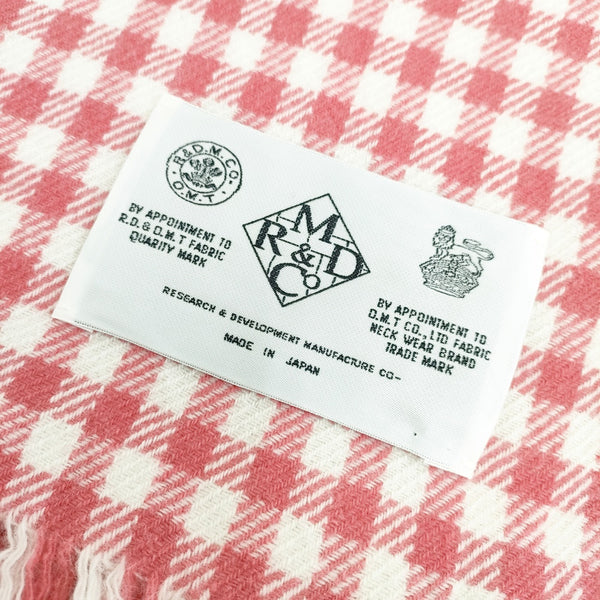 R.&D.M.CO.
O.M.T
BY APPOINTMENT TO
R.D. & O.M.T FABRIC
QUARITY MARK
M
R & D
Co
BY APPOINTMENT TO
O.M.T CO., LTD FABRIC
NECK WEAR BRAND
TRADE MARK
RESEARCH & DEVELOPMENT MANUFACTURE CO-
MADE IN JAPAN